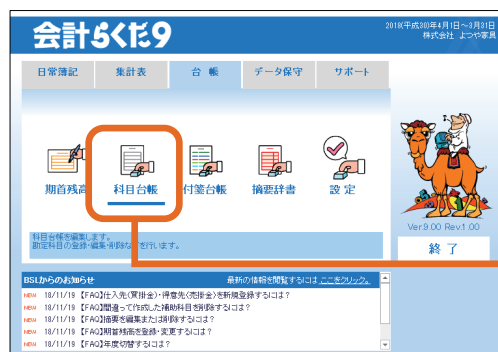 会計らくだ9
2018(平成30)年4月1日～3月31日
株式会社 よつや家具
日常簿記 集計表 台 帳 データ保守 サポート
期首残高 科目台帳 付箋台帳 摘要辞書 設 定
科目台帳を編集します。
勘定科目の登録・編集・削除などを行います。
Ver.9.00 Rev.1.00
終 了
BSLからのお知らせ 最新の情報を閲覧するには、ここをクリック。
NEW 18/11/19 【FAQ】仕入先(買掛金)・得意先(売掛金)を新規登録するには？
NEW 18/11/19 【FAQ】間違って作成した補助科目を削除するには？
NEW 18/11/19 【FAQ】摘要を編集または削除するには？
NEW 18/11/19 【FAQ】期首残高を登録・変更するには？
NEW 18/11/19 【FAQ】年度切替するには？